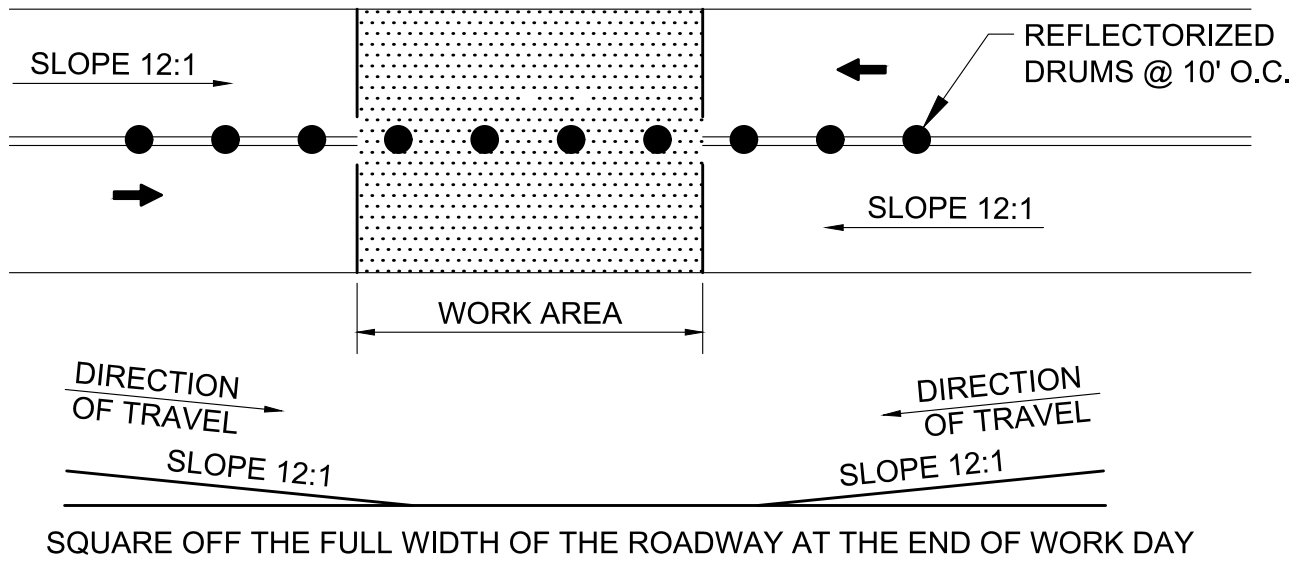 REFLECTORIZED
DRUMS @ 10' O.C.
SLOPE 12:1
SLOPE 12:1
WORK AREA
DIRECTION
OF TRAVEL
DIRECTION
OF TRAVEL
SLOPE 12:1
SLOPE 12:1
SQUARE OFF THE FULL WIDTH OF THE ROADWAY AT THE END OF WORK DAY